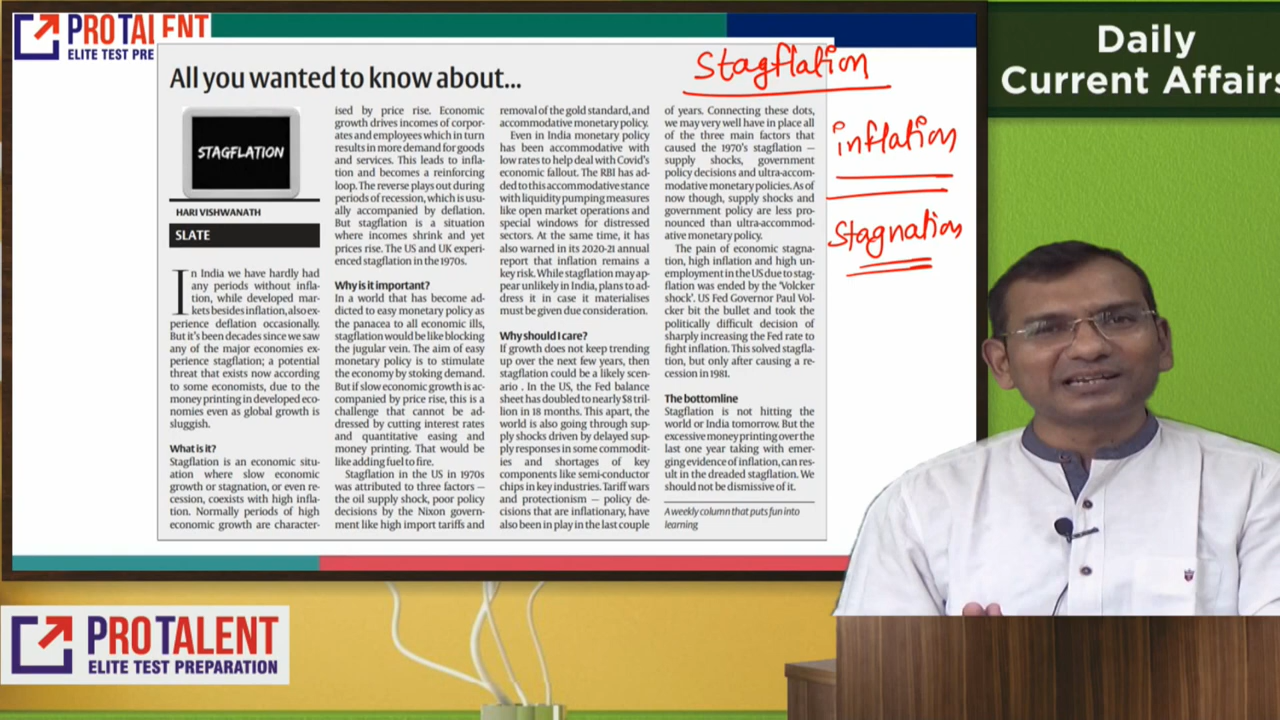 PROTALENT
ELITE TEST PRE
Daily
Current Affairs
All you wanted to know about...
STAGFLATION
HARI VISHWANATH
SLATE
In India we have hardly had
any periods without infla-
tion, while developed mar-
kets besides inflation, also ex-
perience deflation occasionally.
But it's been decades since we saw
any of the major economies ex-
perience stagflation; a potential
threat that exists now according
to some economists, due to the
money printing in developed eco-
nomies even as global growth is
sluggish.
What is it?
Stagflation is an economic situ-
ation where slow economic
growth or stagnation, or even re-
cession, coexists with high infla-
tion. Normally periods of high
economic growth are character-
ised by price rise. Economic
growth drives incomes of corpor-
ates and employees which in turn
results in more demand for goods
and services. This leads to infla-
tion and becomes a reinforcing
loop. The reverse plays out during
periods of recession, which is usu-
ally accompanied by deflation.
But stagflation is a situation
where incomes shrink and yet
prices rise. The US and UK experi-
enced stagflation in the 1970s.
Why is it important?
In a world that has become ad-
dicted to easy monetary policy as
the panacea to all economic ills,
stagflation would be like blocking
the jugular vein. The aim of easy
monetary policy is to stimulate
the economy by stoking demand.
But if slow economic growth is ac-
companied by price rise, this is a
challenge that cannot be ad-
dressed by cutting interest rates
and quantitative easing and
money printing. That would be
like adding fuel to fire.
Stagflation in the US in 1970s
was attributed to three factors —
the oil supply shock, poor policy
decisions by the Nixon govern-
ment like high import tariffs and
removal of the gold standard, and
accommodative monetary policy.
Even in India monetary policy
has been accommodative with
low rates to help deal with Covid's
economic fallout. The RBI has ad-
ded to this accommodative stance
with liquidity pumping measures
like open market operations and
special windows for distressed
sectors. At the same time, it has
also warned in its 2020-21 annual
report that inflation remains a
key risk. While stagflation may ap-
pear unlikely in India, plans to ad-
dress it in case it materialises
must be given due consideration.
Why should I care?
If growth does not keep trending
up over the next few years, then
stagflation could be a likely scen-
ario . In the US, the Fed balance
sheet has doubled to nearly $8 tril-
lion in 18 months. This apart, the
world is also going through sup-
ply shocks driven by delayed sup-
ply responses in some commodit-
ies and shortages of key
components like semi-conductor
chips in key industries. Tariff wars
and protectionism — policy de-
cisions that are inflationary, have
also been in play in the last couple
of years. Connecting these dots,
we may very well have in place all
of the three main factors that
caused the 1970's stagflation —
supply shocks, government
policy decisions and ultra-accom-
modative monetary policies. As of
now though, supply shocks and
government policy are less pro-
nounced than ultra-accommod-
ative monetary policy.
The pain of economic stagna-
tion, high inflation and high un-
employment in the US due to stag-
flation was ended by the 'Volcker
shock'. US Fed Governor Paul Vol-
cker bit the bullet and took the
politically difficult decision of
sharply increasing the Fed rate to
fight inflation. This solved stagfla-
tion, but only after causing a re-
cession in 1981.
The bottomline
Stagflation is not hitting the
world or India tomorrow. But the
excessive money printing over the
last one year taking with emer-
ging evidence of inflation, can res-
ult in the dreaded stagflation. We
should not be dismissive of it.
A weekly column that puts fun into
learning
Stagflation
inflation
Stagnation
PROTALENT
ELITE TEST PREPARATION